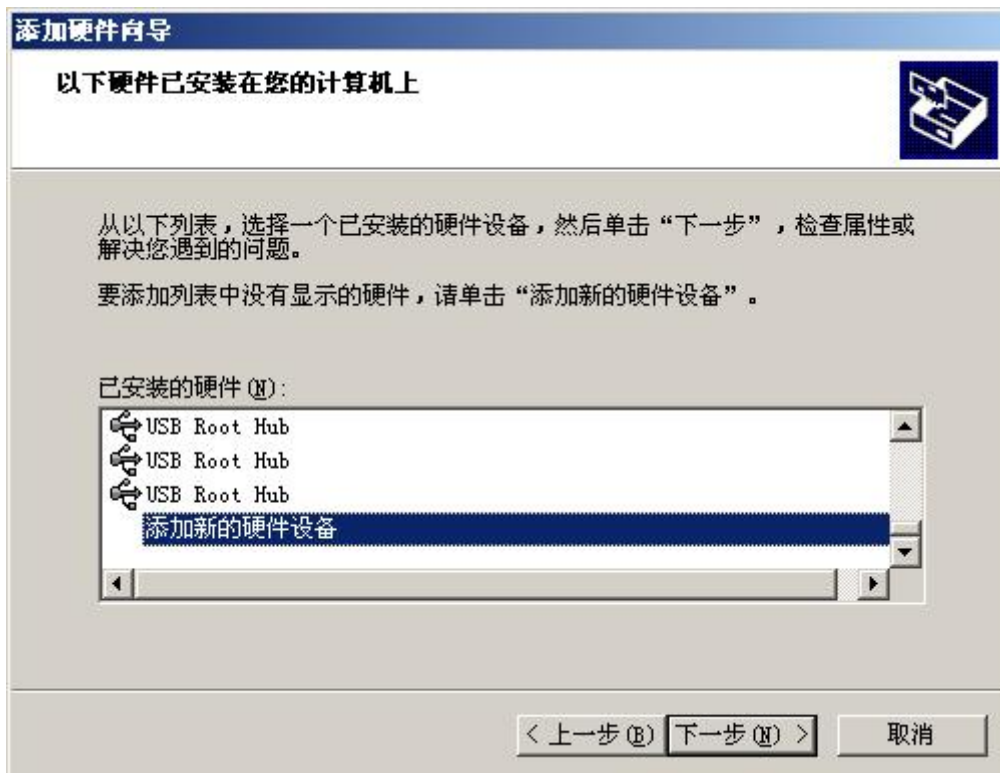 添加硬件向导
以下硬件已安装在您的计算机上
从以下列表，选择一个已安装的硬件设备，然后单击“下一步”，检查属性或
解决您遇到的问题。
要添加列表中没有显示的硬件，请单击“添加新的硬件设备”。
已安装的硬件(N):
USB Root Hub
USB Root Hub
USB Root Hub
添加新的硬件设备
< 上一步(B) 下一步(N) > 取消